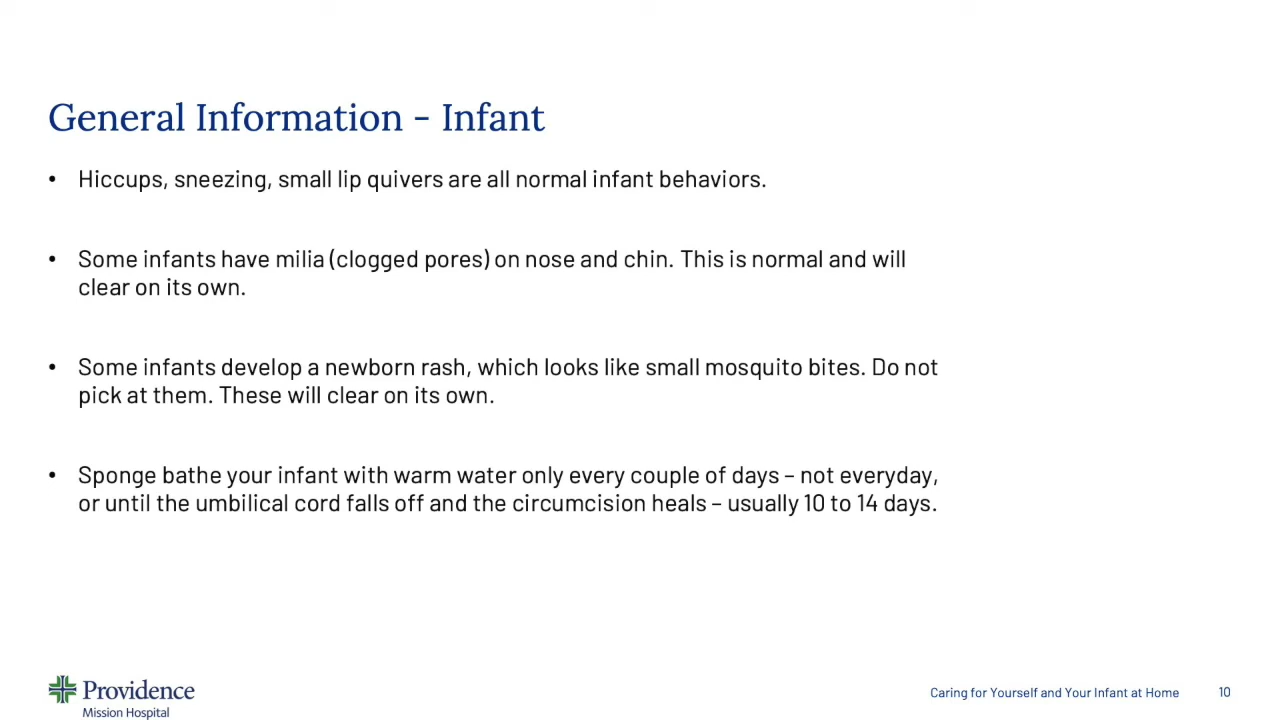 General Information - Infant
• Hiccups, sneezing, small lip quivers are all normal infant behaviors.
• Some infants have milia (clogged pores) on nose and chin. This is normal and will
clear on its own.
• Some infants develop a newborn rash, which looks like small mosquito bites. Do not
pick at them. These will clear on its own.
• Sponge bathe your infant with warm water only every couple of days – not everyday,
or until the umbilical cord falls off and the circumcision heals – usually 10 to 14 days.
Providence
Mission Hospital
Caring for Yourself and Your Infant at Home 10